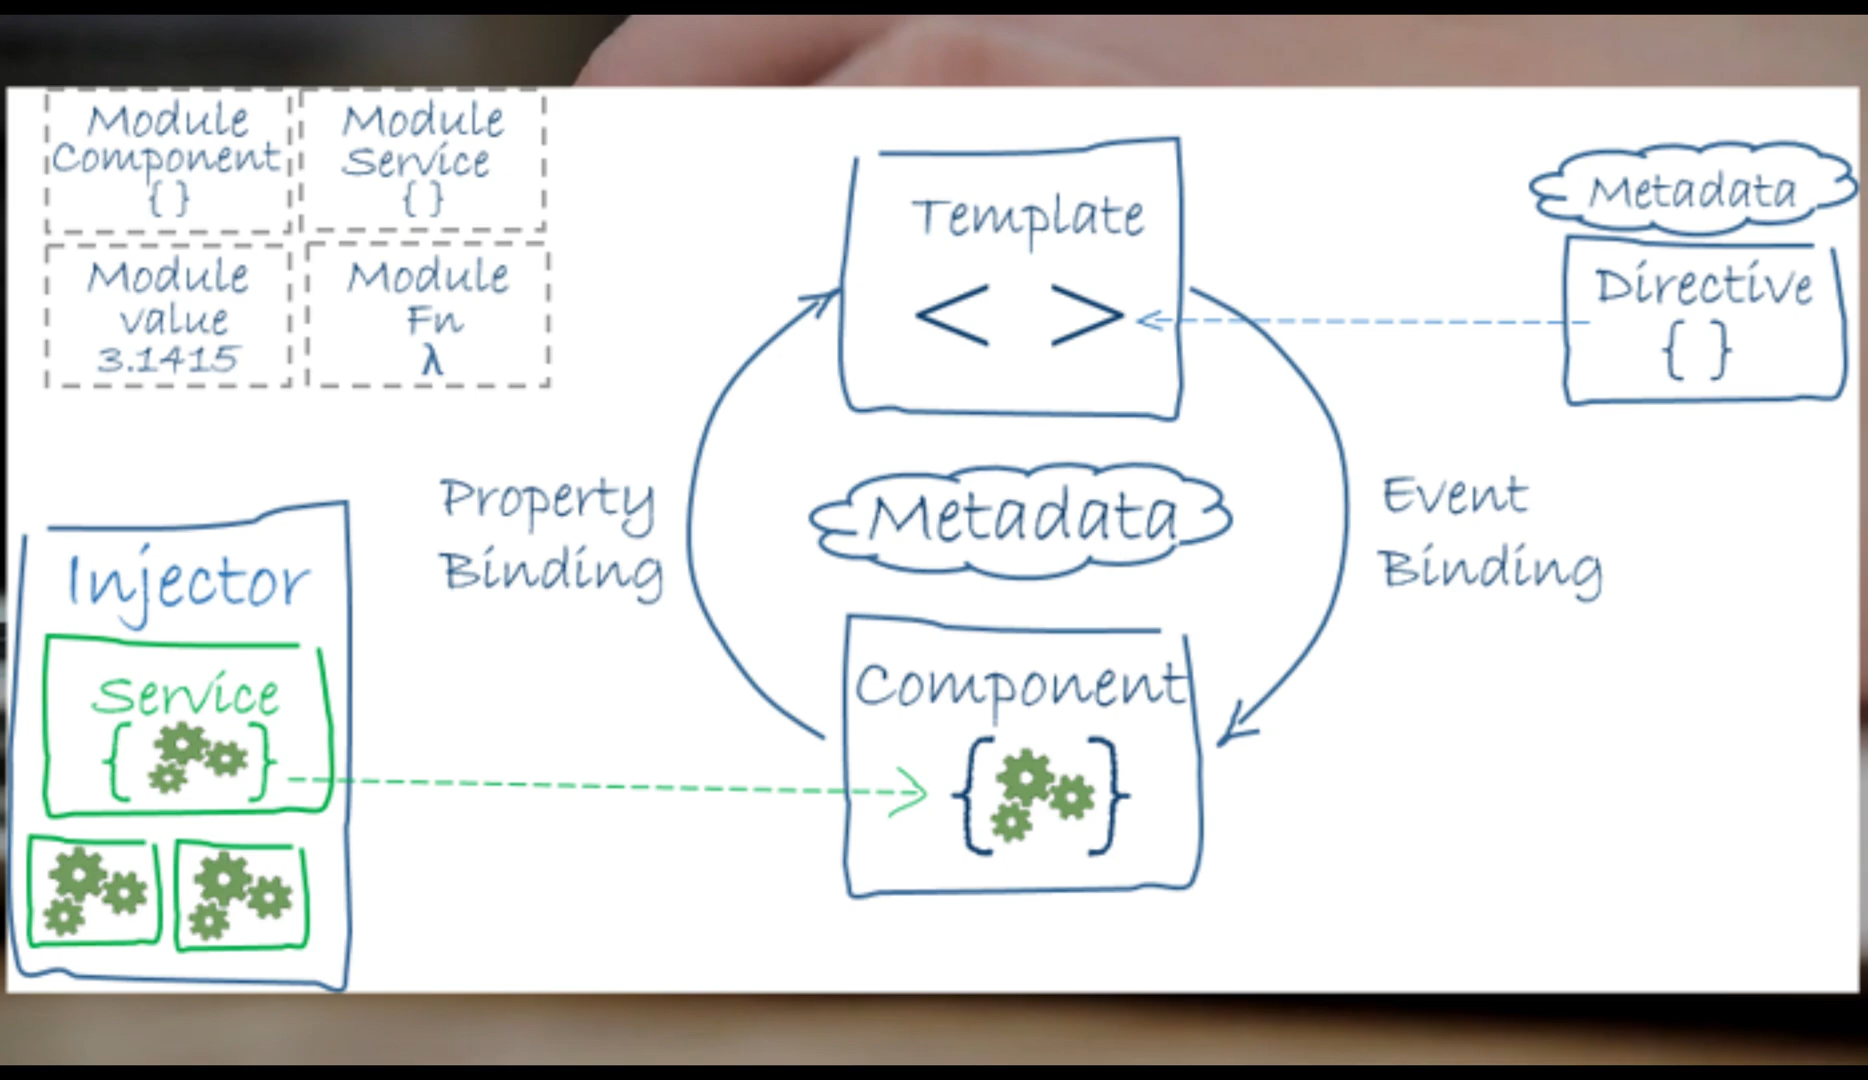 Module
Component
{ }
Module
Service
{ }
Module
value
3.1415
Module
Fn
λ
Template
< >
Metadata
Directive
{ }
Property
Binding
Metadata
Event
Binding
Injector
Service
{ }
Component
{ }